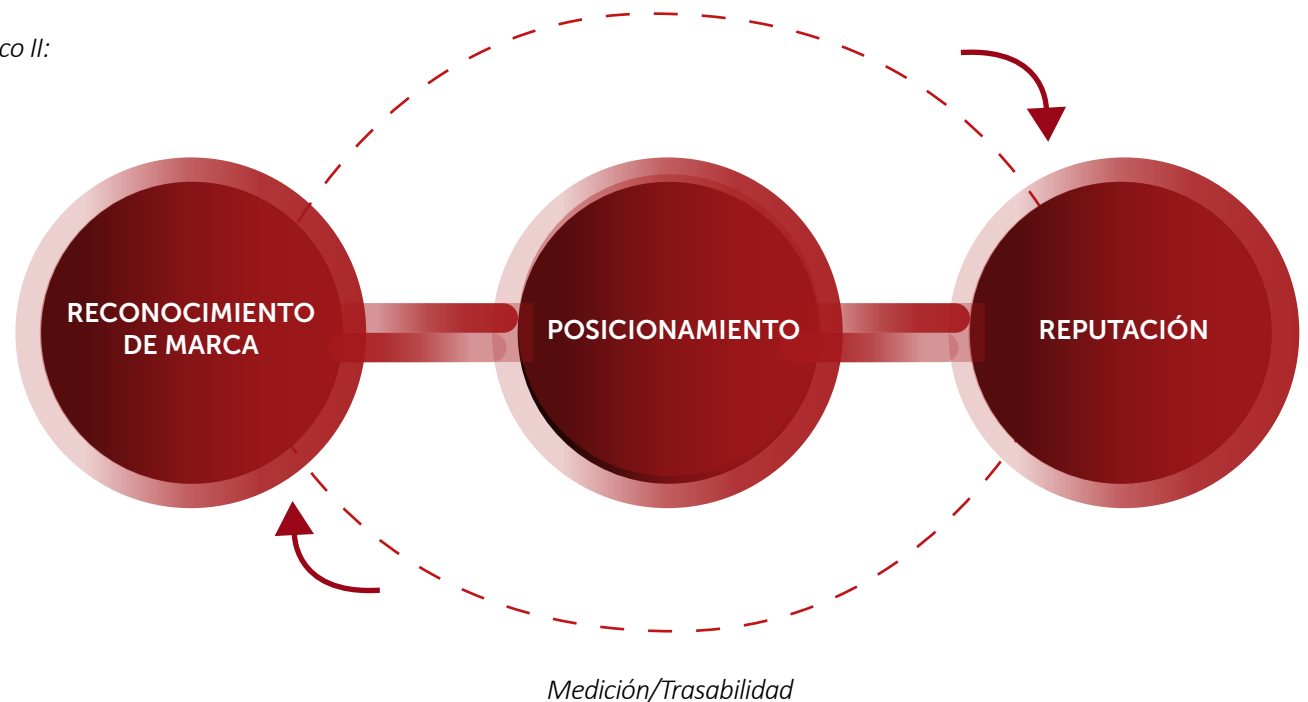 co II:
RECONOCIMIENTO
DE MARCA
POSICIONAMIENTO
REPUTACIÓN
Medición/Trasabilidad